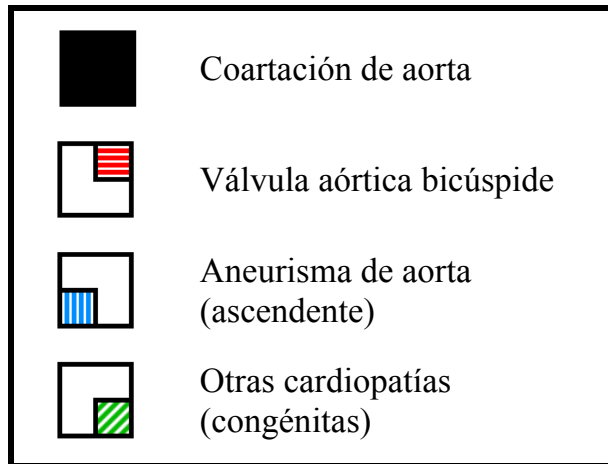 Coartación de aorta
Válvula aórtica bicúspide
Aneurisma de aorta
(ascendente)
Otras cardiopatías
(congénitas)